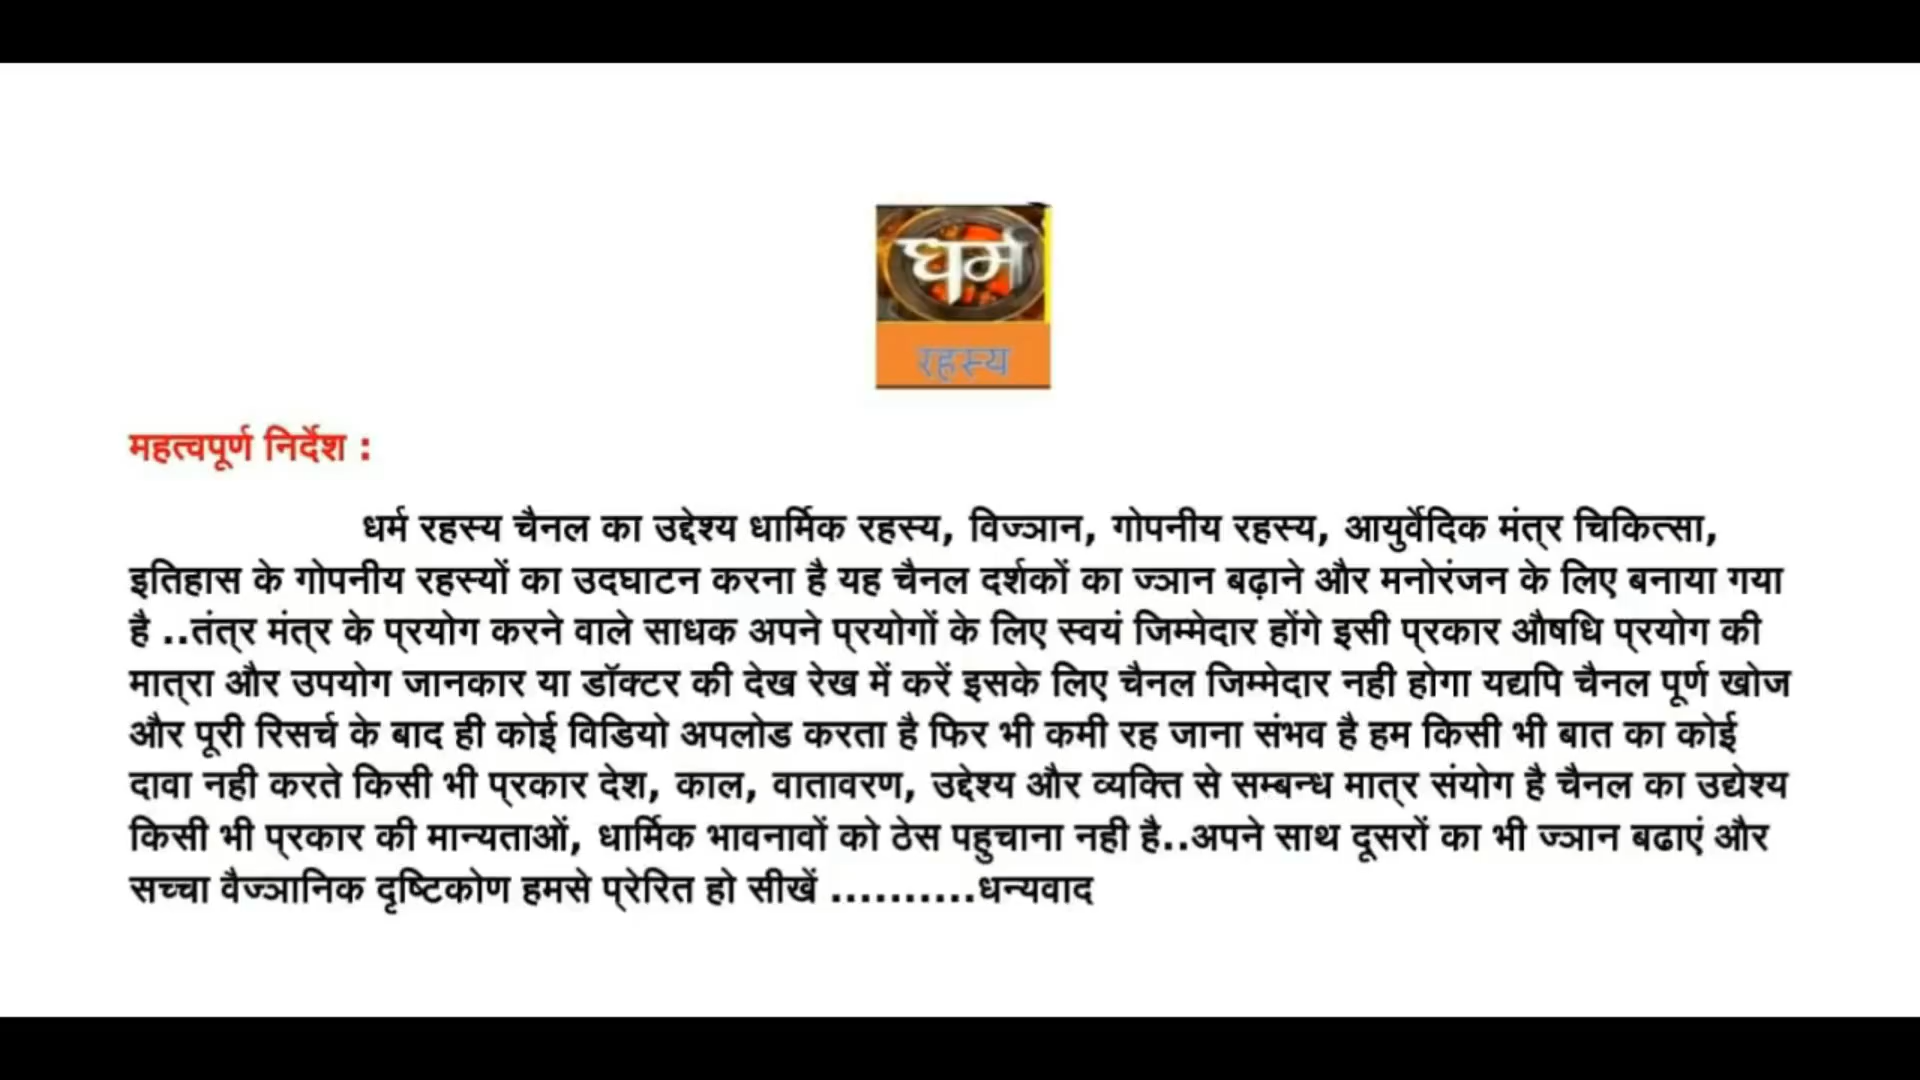 धर्म
रहस्य
महत्वपूर्ण निर्देश :
धर्म रहस्य चैनल का उद्देश्य धार्मिक रहस्य, विज्ञान, गोपनीय रहस्य, आयुर्वेदिक मंत्र चिकित्सा,
इतिहास के गोपनीय रहस्यों का उदघाटन करना है यह चैनल दर्शकों का ज्ञान बढ़ाने और मनोरंजन के लिए बनाया गया
है ..तंत्र मंत्र के प्रयोग करने वाले साधक अपने प्रयोगों के लिए स्वयं जिम्मेदार होंगे इसी प्रकार औषधि प्रयोग की
मात्रा और उपयोग जानकार या डॉक्टर की देख रेख में करें इसके लिए चैनल जिम्मेदार नही होगा यद्यपि चैनल पूर्ण खोज
और पूरी रिसर्च के बाद ही कोई विडियो अपलोड करता है फिर भी कमी रह जाना संभव है हम किसी भी बात का कोई
दावा नही करते किसी भी प्रकार देश, काल, वातावरण, उद्देश्य और व्यक्ति से सम्बन्ध मात्र संयोग है चैनल का उद्येश्य
किसी भी प्रकार की मान्यताओं, धार्मिक भावनावों को ठेस पहुचाना नही है..अपने साथ दूसरों का भी ज्ञान बढाएं और
सच्चा वैज्ञानिक दृष्टिकोण हमसे प्रेरित हो सीखें ..........धन्यवाद